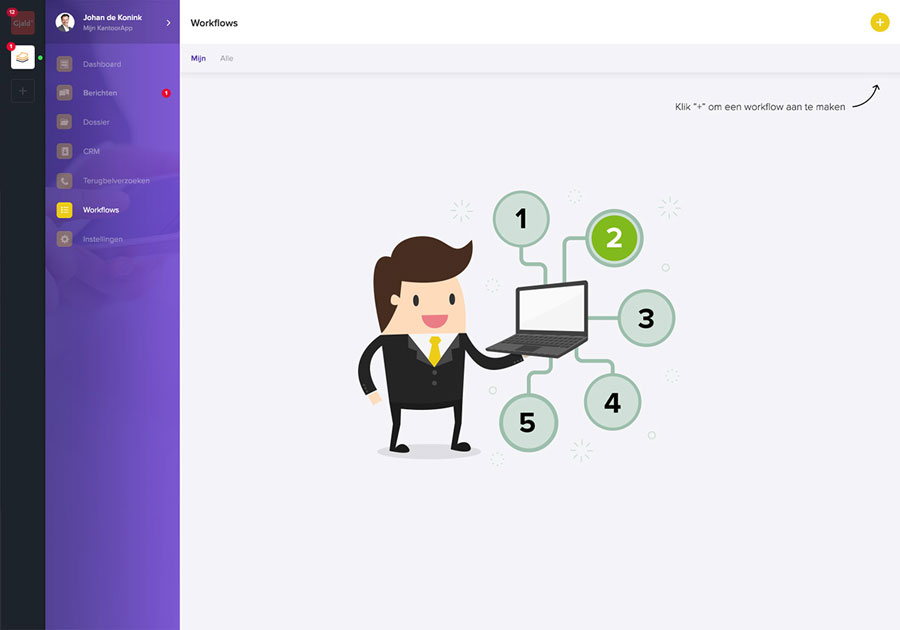 12
Gjald
1
Johan de Konink
Mijn KantoorApp
Dashboard
Berichten 1
Dossier
CRM
Terugbelverzoeken
Workflows
Instellingen
Workflows
Mijn Alle
Klik "+" om een workflow aan te maken
1
2
3
4
5